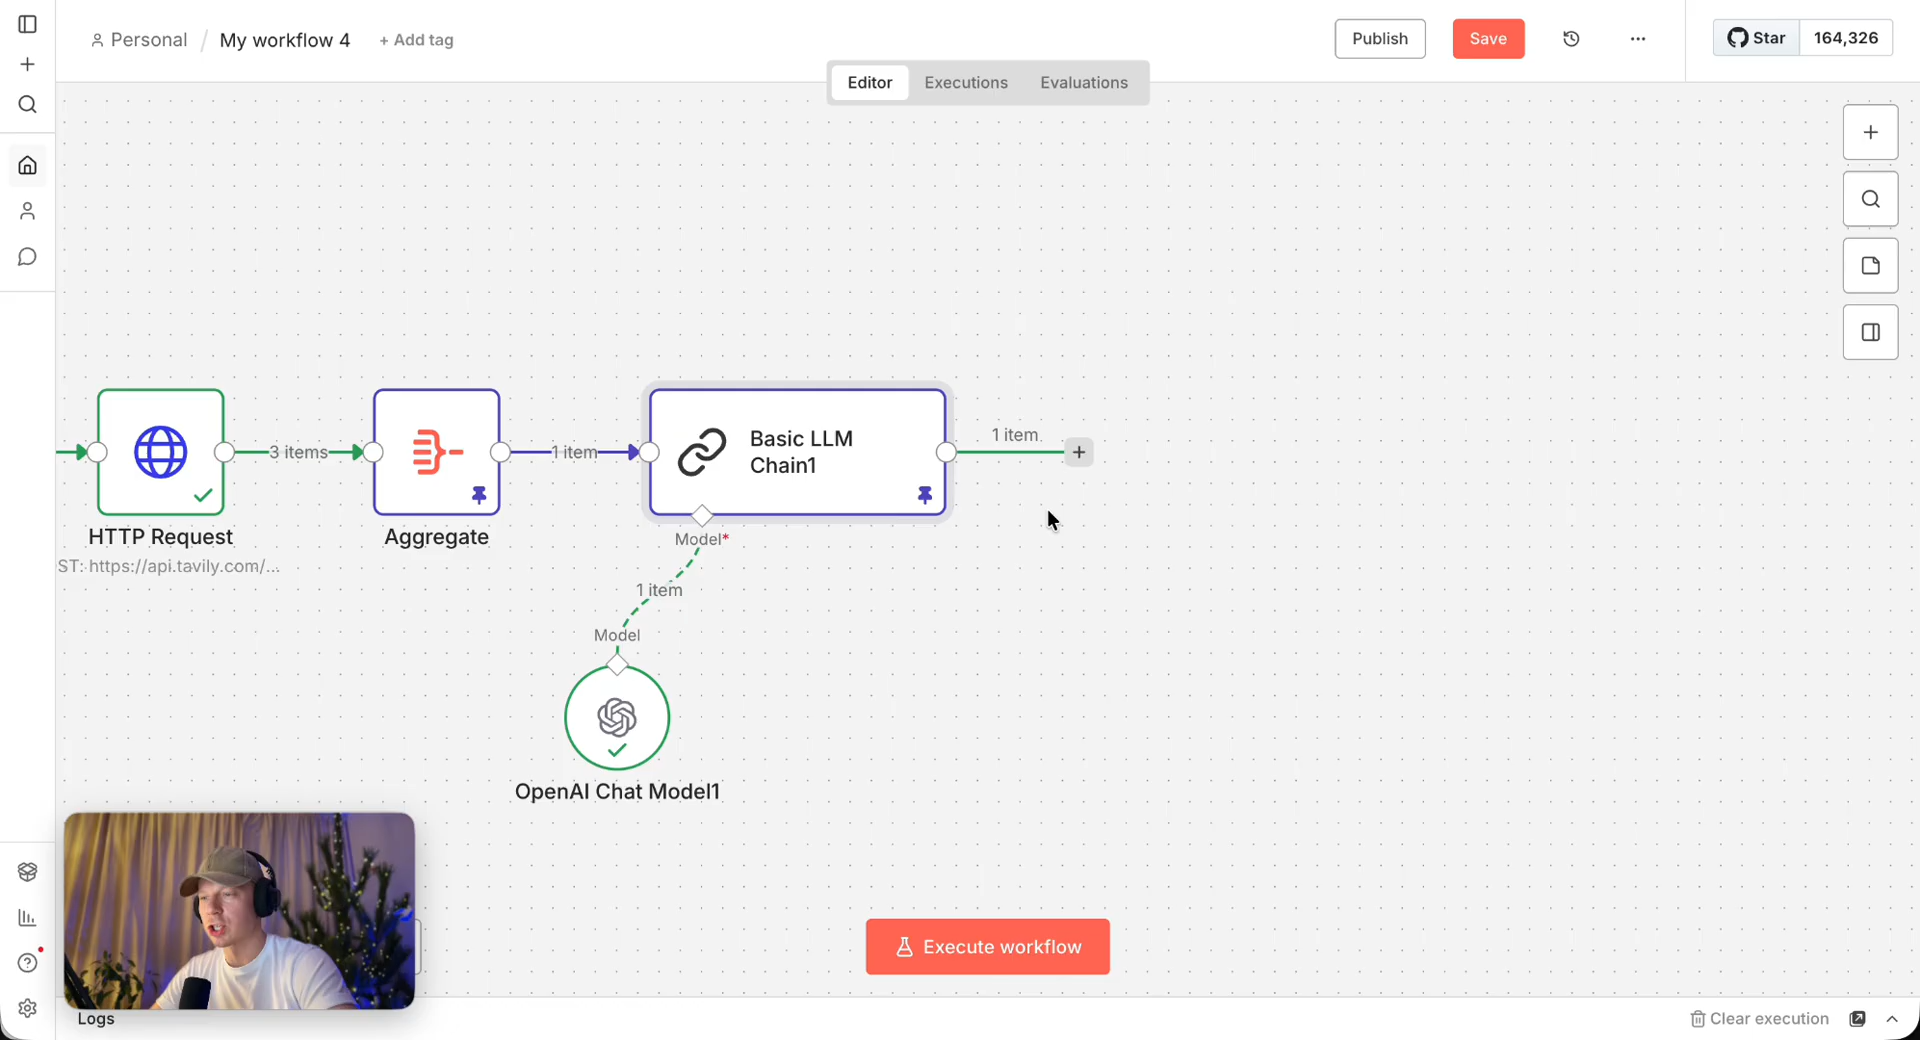 Personal / My workflow 4 + Add tag
Publish
Save
Star 164,326
Editor Executions Evaluations
3 items
1 item
Basic LLM
Chain1
1 item
HTTP Request
ST: https://api.tavily.com/...
Aggregate
Model*
1 item
Model
OpenAI Chat Model1
Execute workflow
Logs
Clear execution